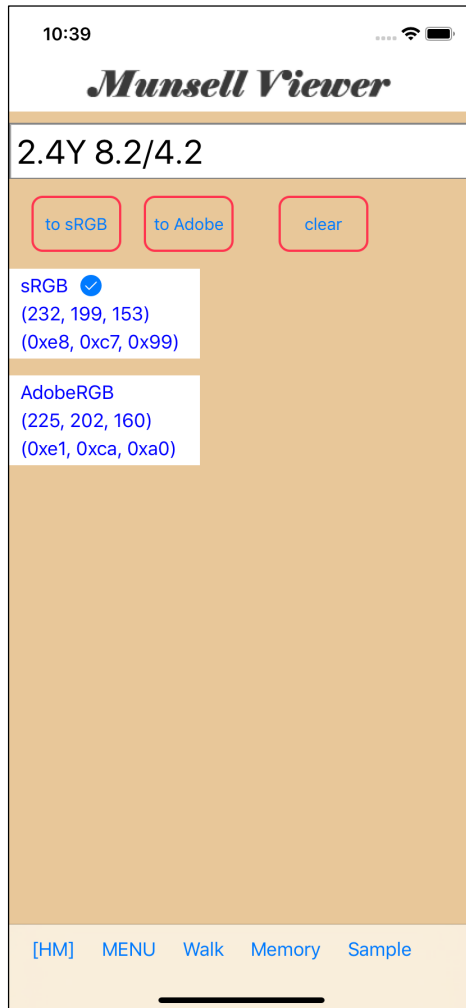 10:39
Munsell Viewer
2.4Y 8.2/4.2
to sRGB to Adobe clear
sRGB
(232, 199, 153)
(0xe8, 0xc7, 0x99)
AdobeRGB
(225, 202, 160)
(0xe1, 0xca, 0xa0)
[HM] MENU Walk Memory Sample